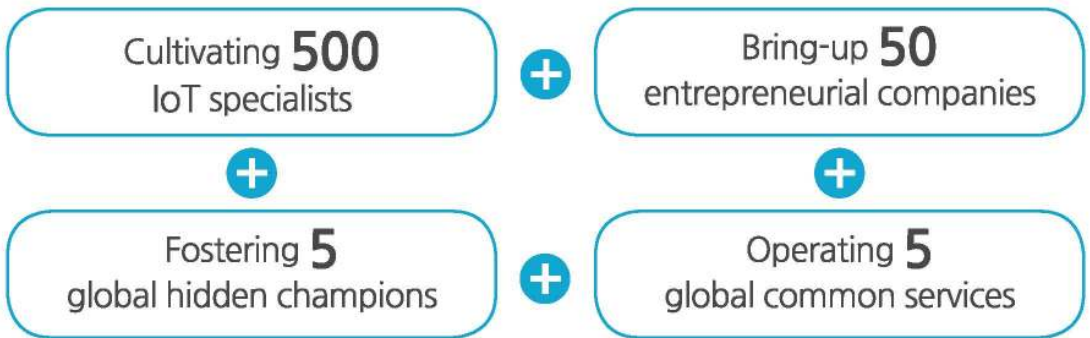 Cultivating 500
IoT specialists
Bring-up 50
entrepreneurial companies
Fostering 5
global hidden champions
Operating 5
global common services